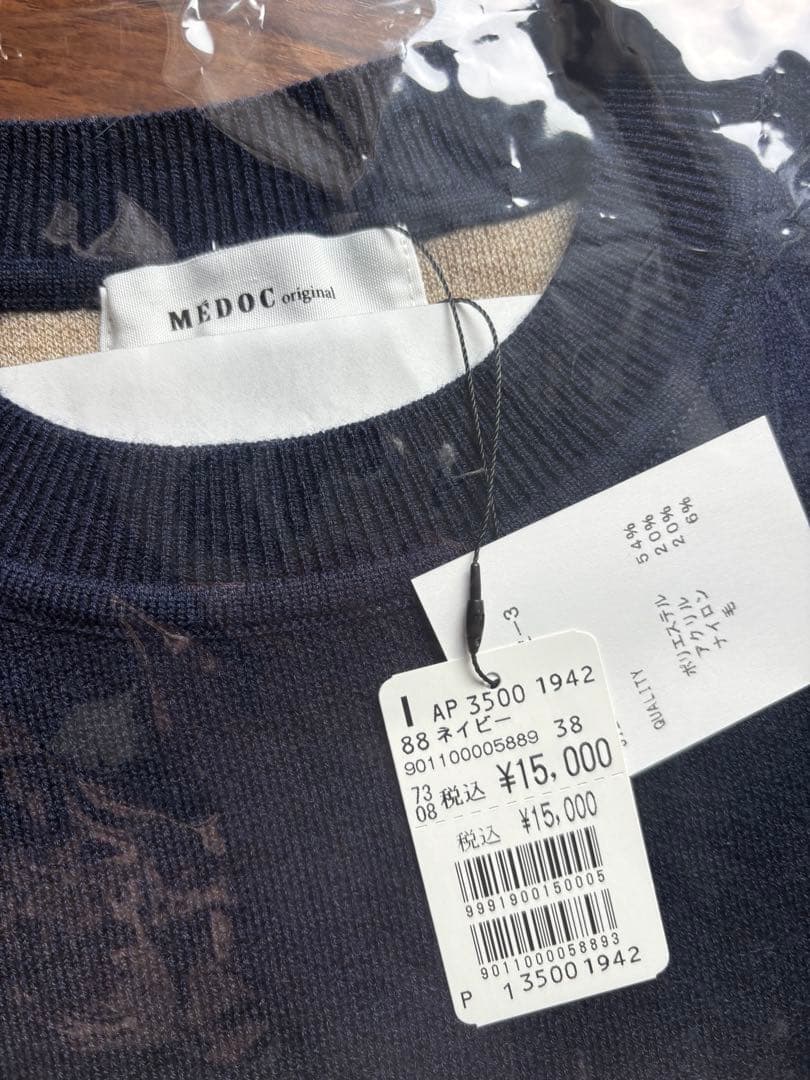 MÉDOC original
QUALITY
ポリエステル 54%
アクリル 20%
ナイロン 20%
毛 6%
I AP 3500 1942
88 ネイビー 38
901100005889
73
08 税込 ¥15,000
税込 ¥15,000
9991900150005
9011000058893
P 1 3500 1942